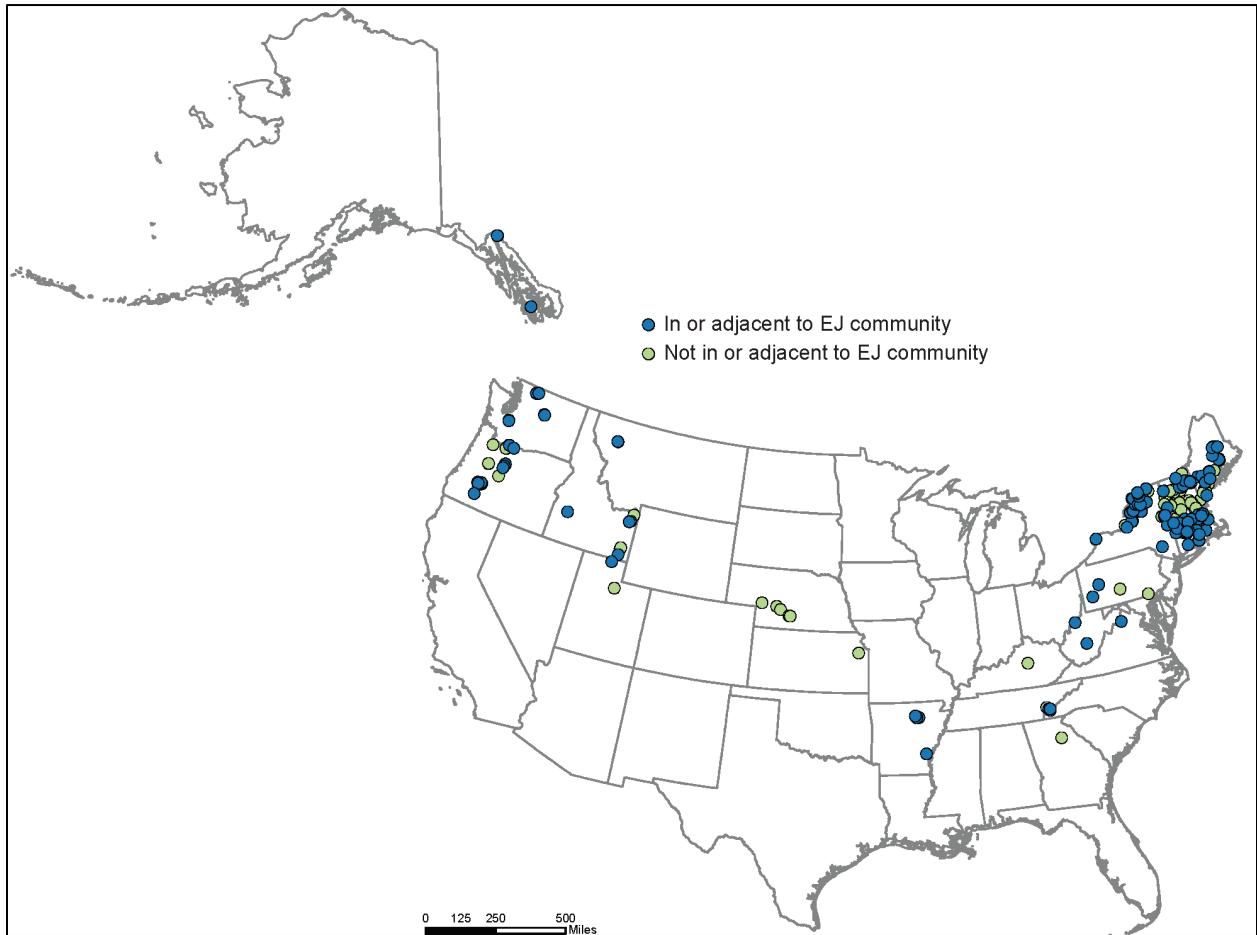 In or adjacent to EJ community
Not in or adjacent to EJ community
0 125 250 500
Miles